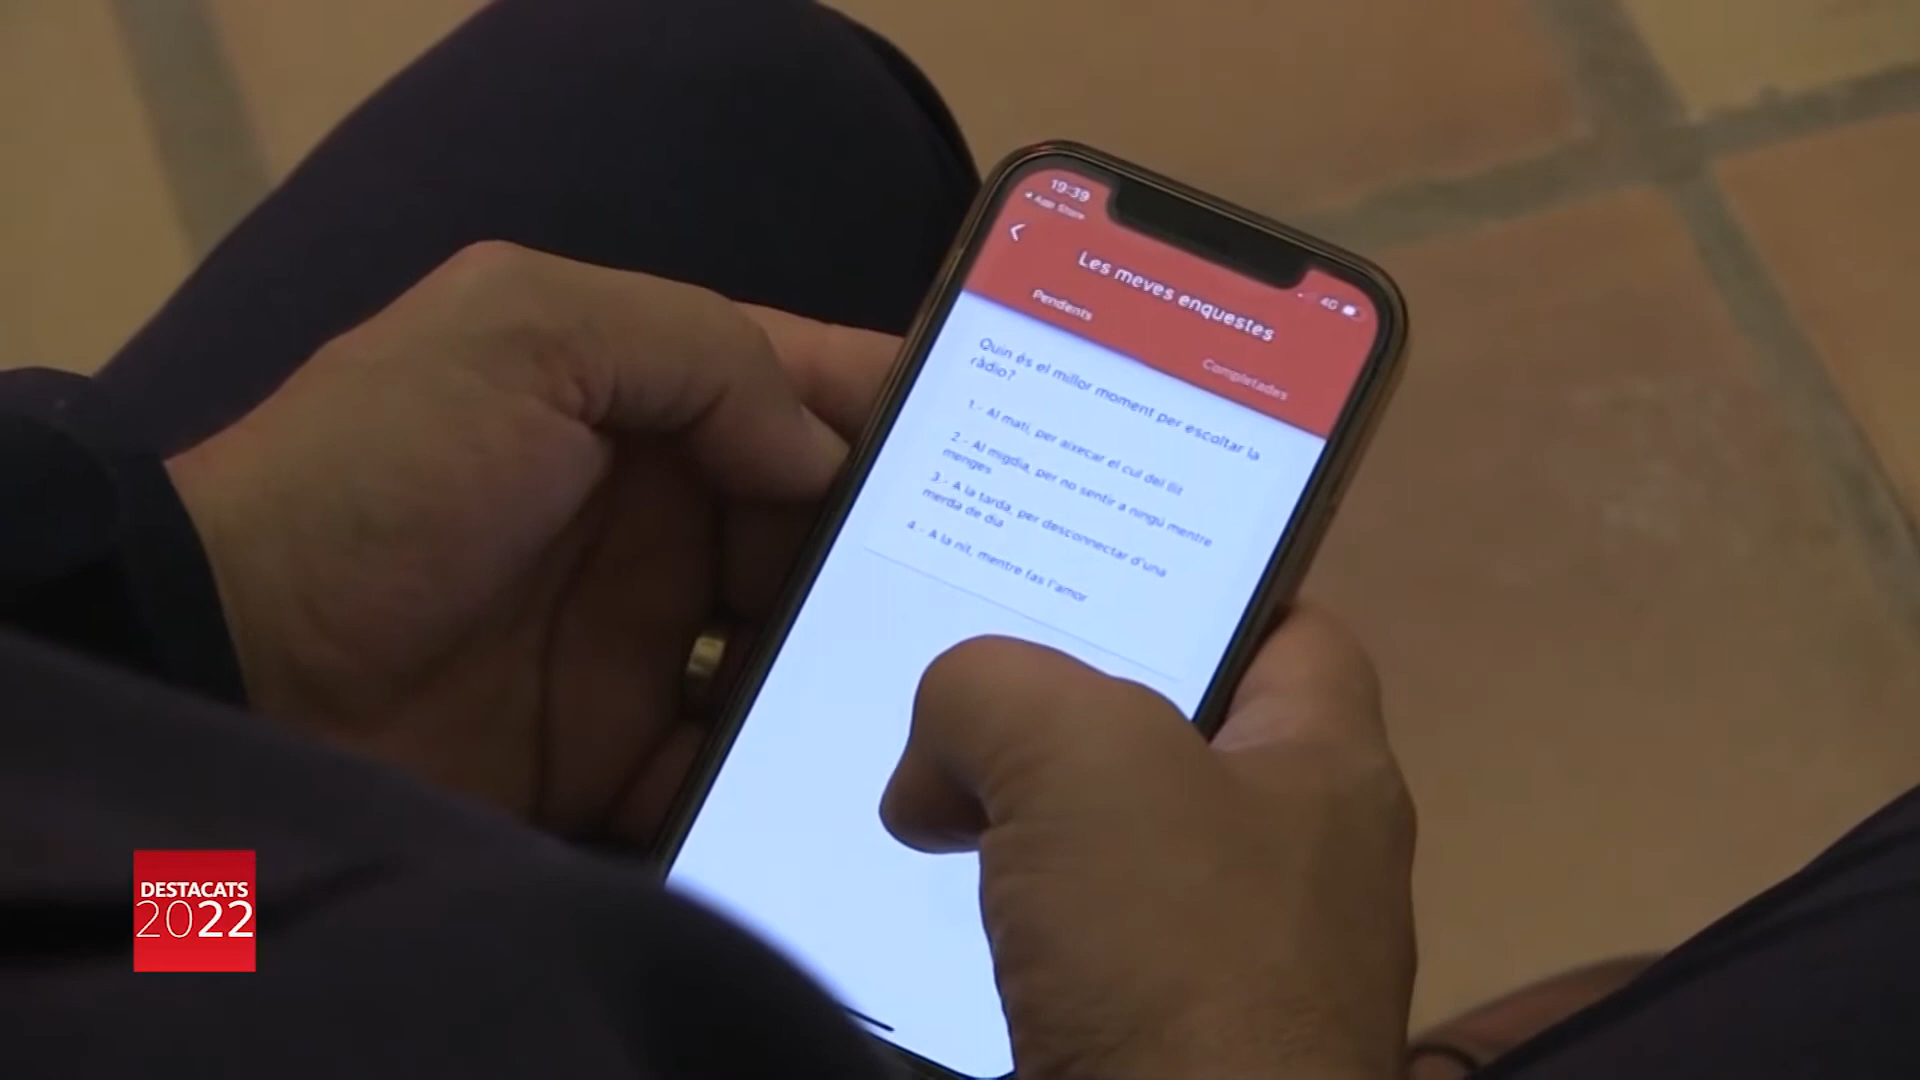 19:39
App Store
4G
Les meves enquestes
Pendents
Completades
Quin és el millor moment per escoltar la
ràdio?
1.- Al matí, per aixecar el cul del llit
2.- Al migdia, per no sentir a ningú mentre
menges
3.- A la tarda, per desconnectar d'una
merda de dia
4.- A la nit, mentre fas l'amor
DESTACATS
2022